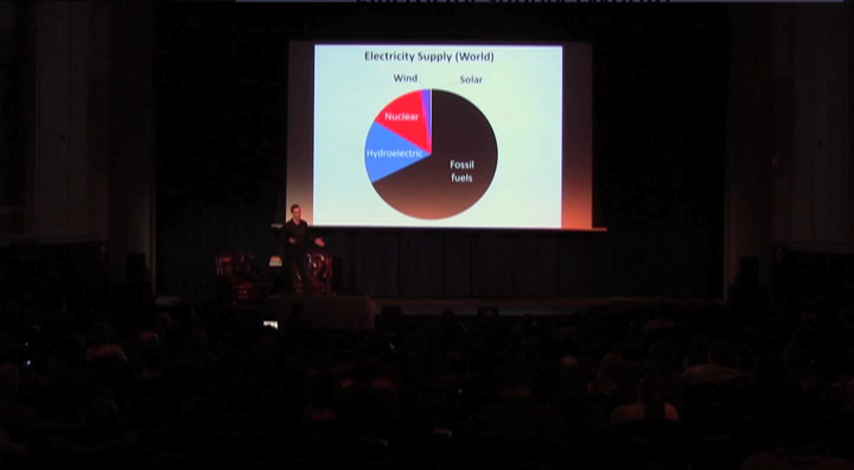 Electricity Supply (World)
Wind
Solar
Nuclear
Hydroelectric
Fossil
fuels